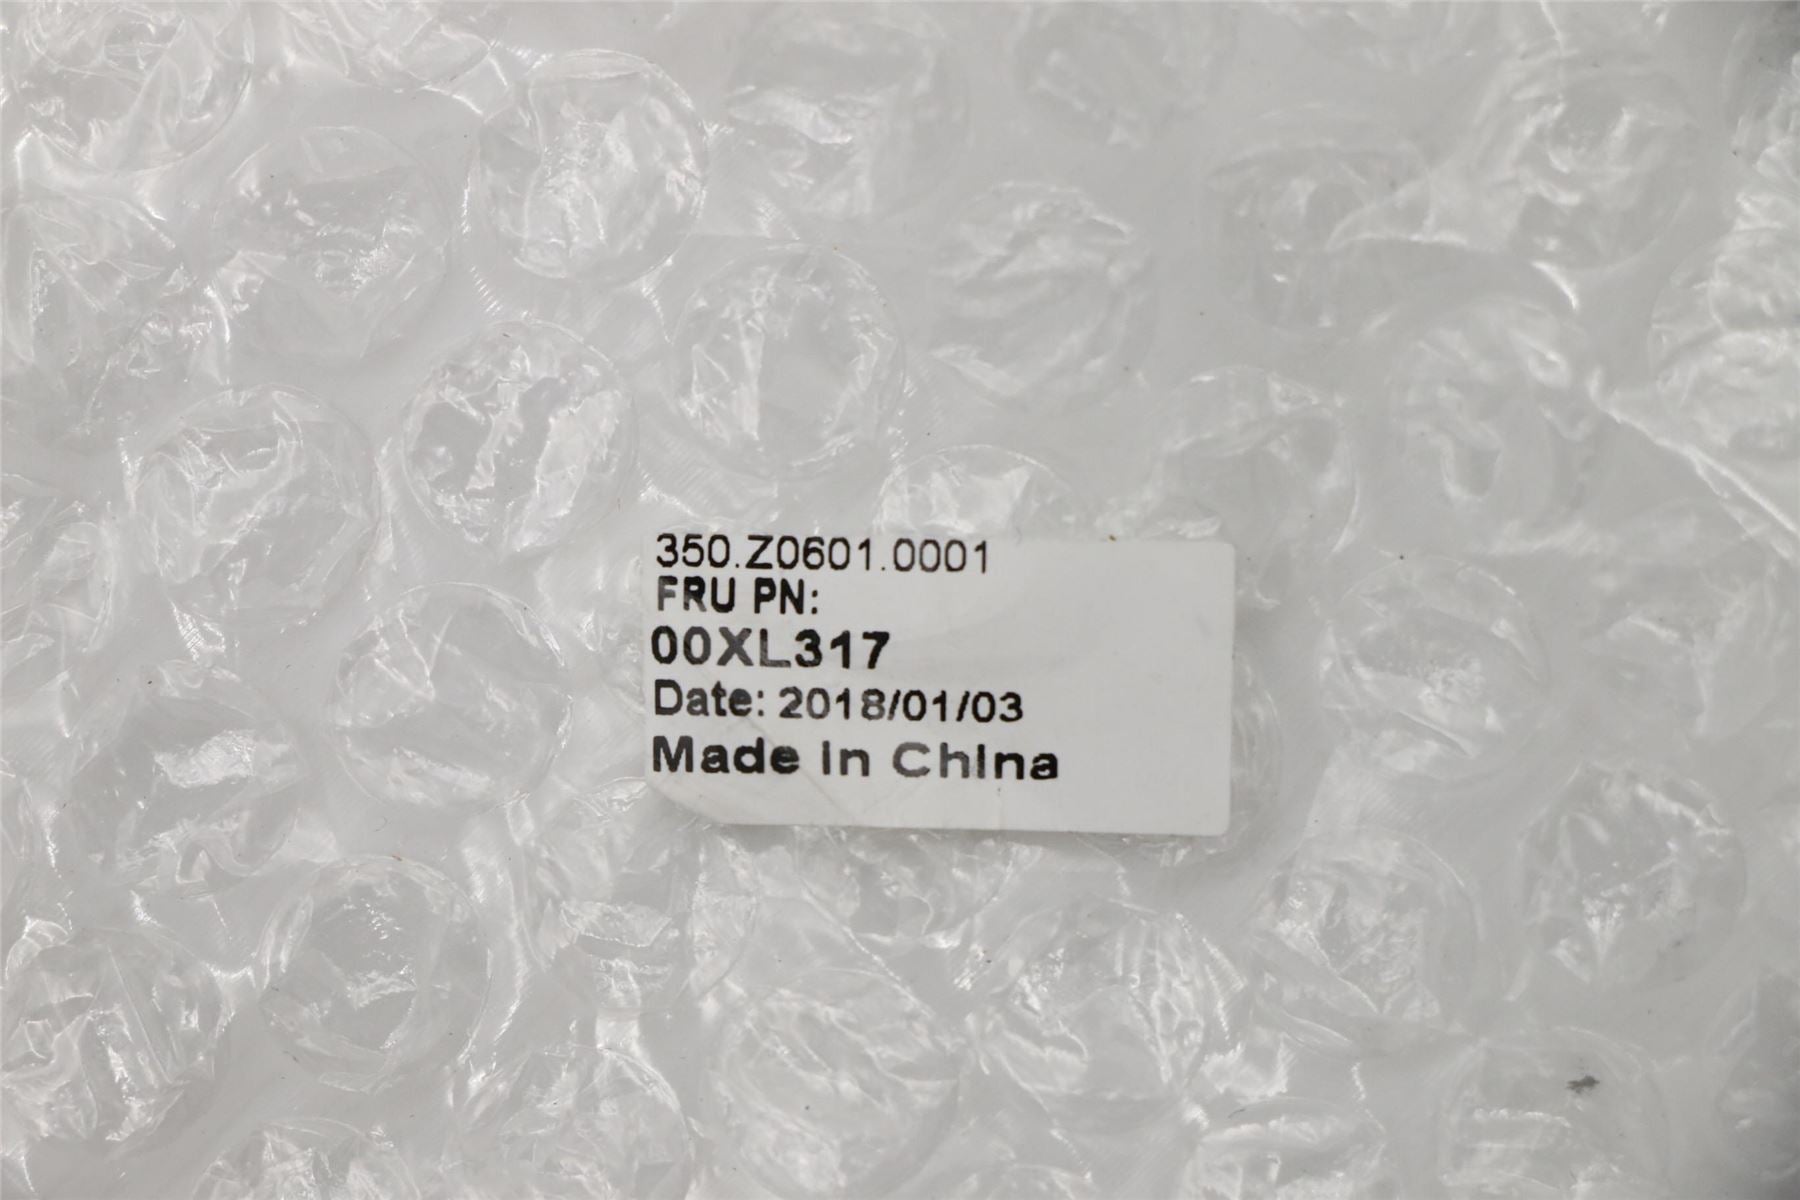 350.Z0601.0001
FRU PN:
00XL317
Date: 2018/01/03
Made In China